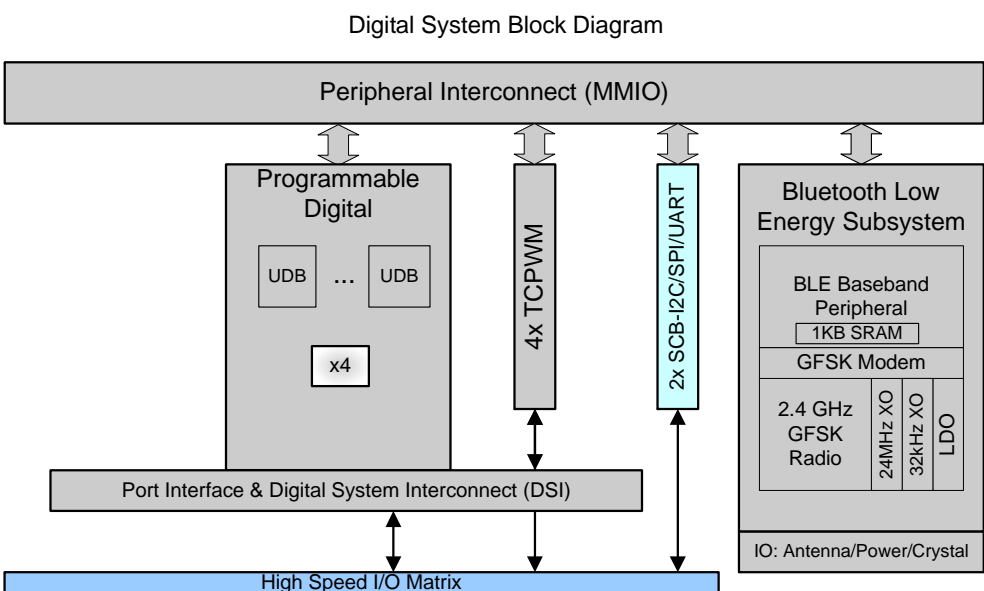 Digital System Block Diagram
Peripheral Interconnect (MMIO)
Programmable
Digital
UDB
...
UDB
x4
4x TCPWM
2x SCB-I2C/SPI/UART
Bluetooth Low
Energy Subsystem
BLE Baseband
Peripheral
1KB SRAM
GFSK Modem
2.4 GHz
GFSK
Radio
24MHz XO
32kHz XO
LDO
Port Interface & Digital System Interconnect (DSI)
IO: Antenna/Power/Crystal
High Speed I/O Matrix